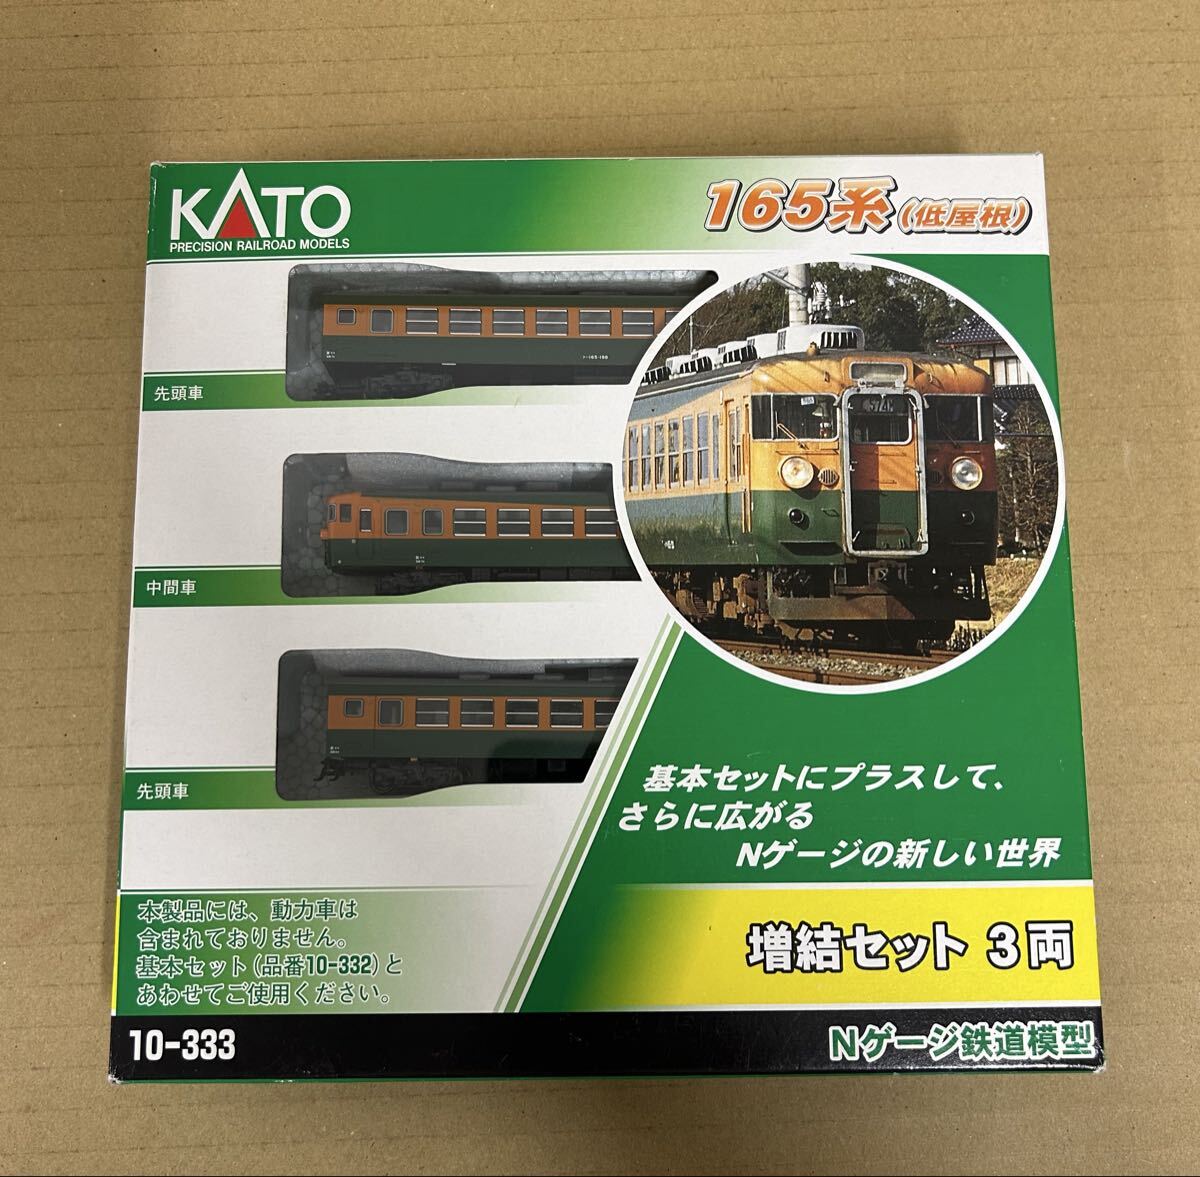 KATO
PRECISION RAILROAD MODELS
165系(低屋根)
先頭車
中間車
先頭車
基本セットにプラスして、
さらに広がる
Nゲージの新しい世界
本製品には、動力車は
含まれておりません。
基本セット(品番10-332)と
あわせてご使用ください。
増結セット 3両
10-333
Nゲージ鉄道模型